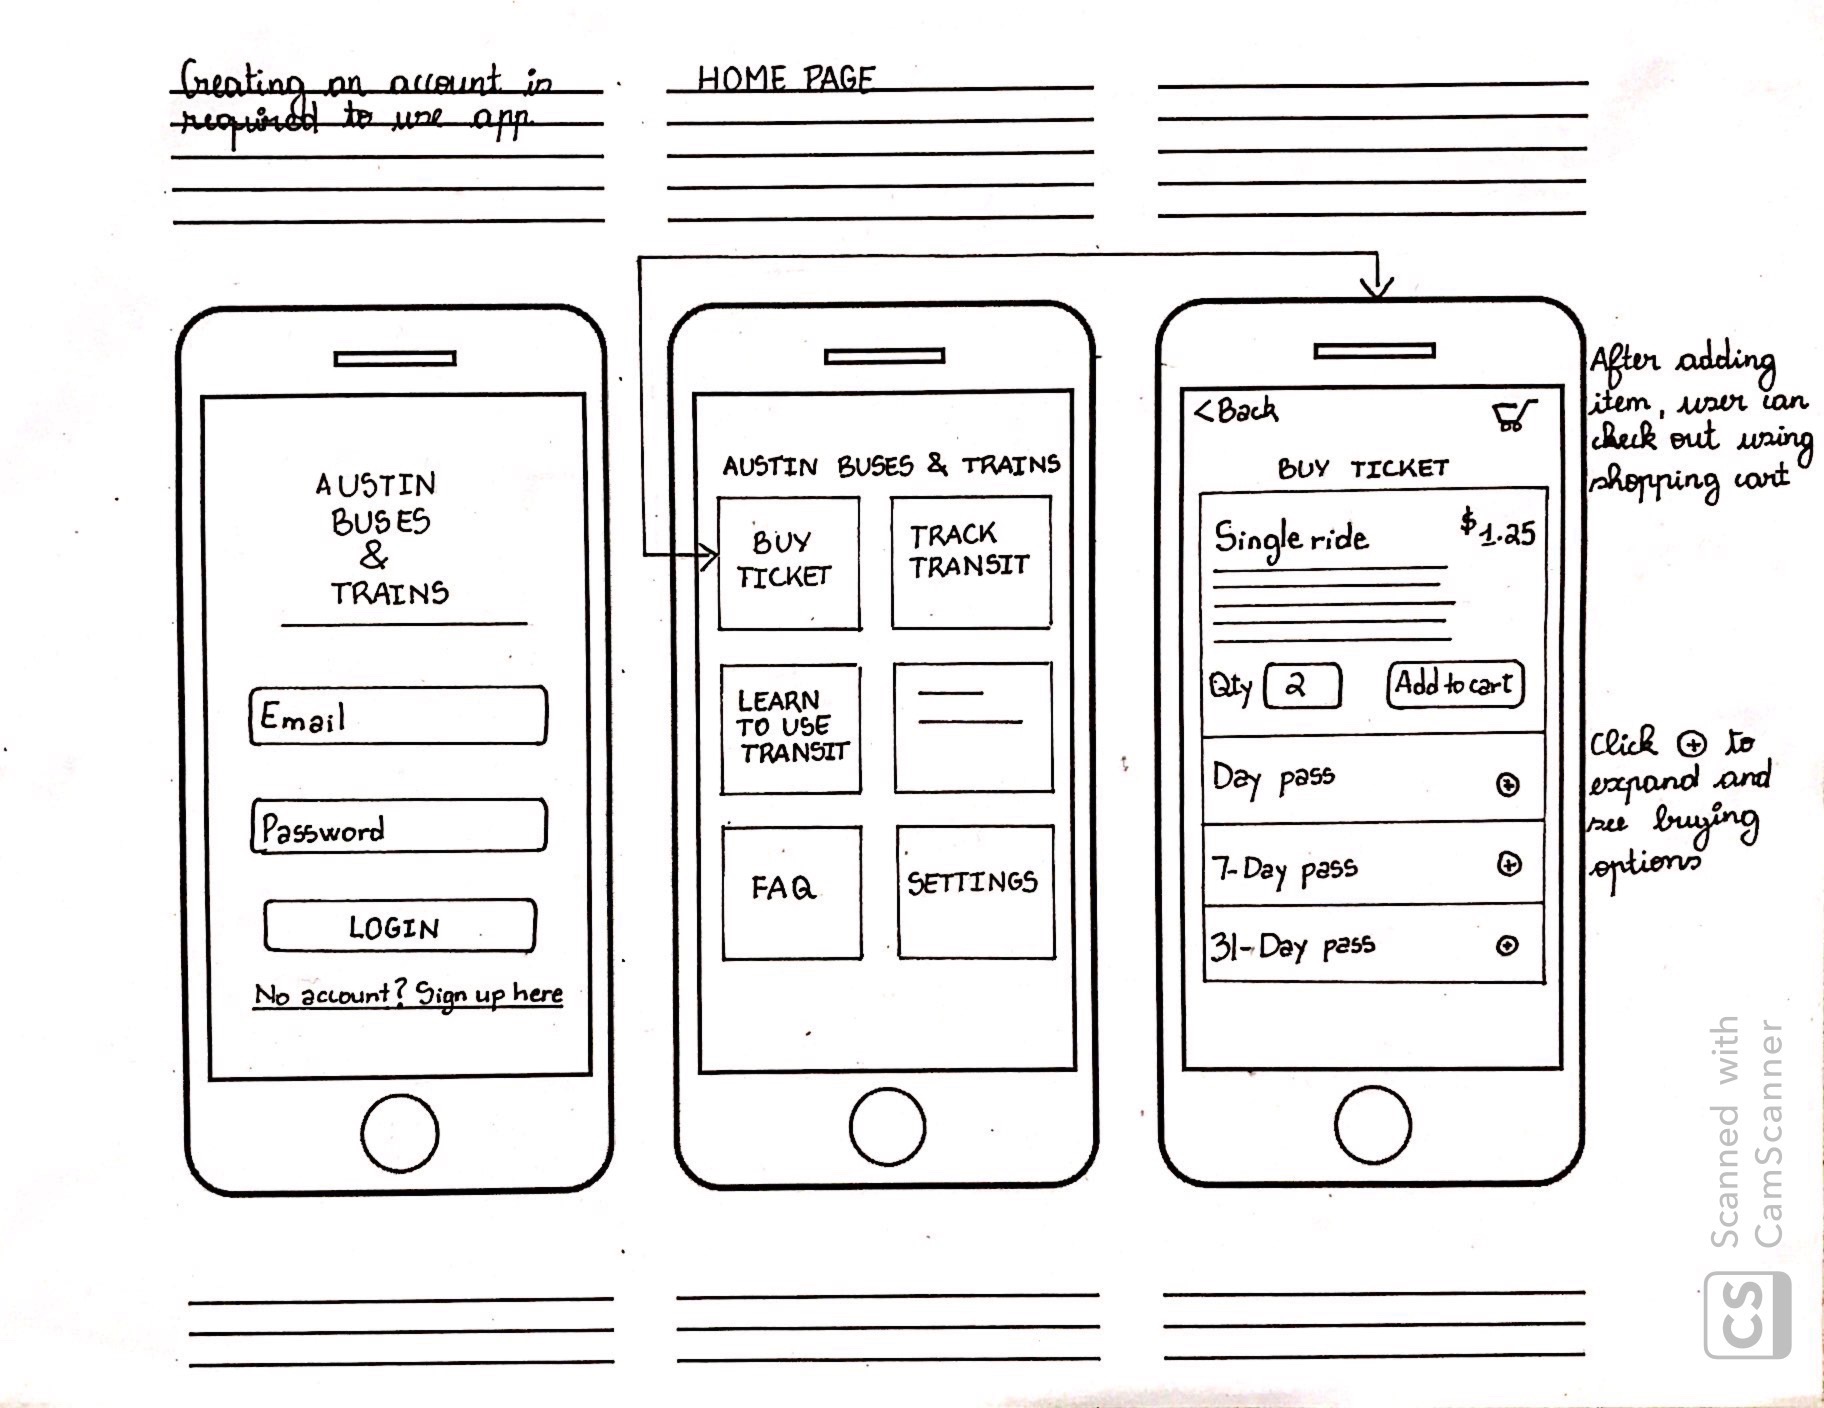 Creating an account is
required to use app.
HOME PAGE
AUSTIN
BUSES
&
TRAINS
Email
Password
LOGIN
No account? Sign up here
AUSTIN BUSES & TRAINS
BUY
TICKET
TRACK
TRANSIT
LEARN
TO USE
TRANSIT
FAQ
SETTINGS
<Back
BUY TICKET
Single ride
$1.25
Qty 2
Add to cart
Day pass
7-Day pass
31-Day pass
After adding
item, user can
check out using
shopping cart
Click + to
expand and
see buying
options
Scanned with
CamScanner
CS